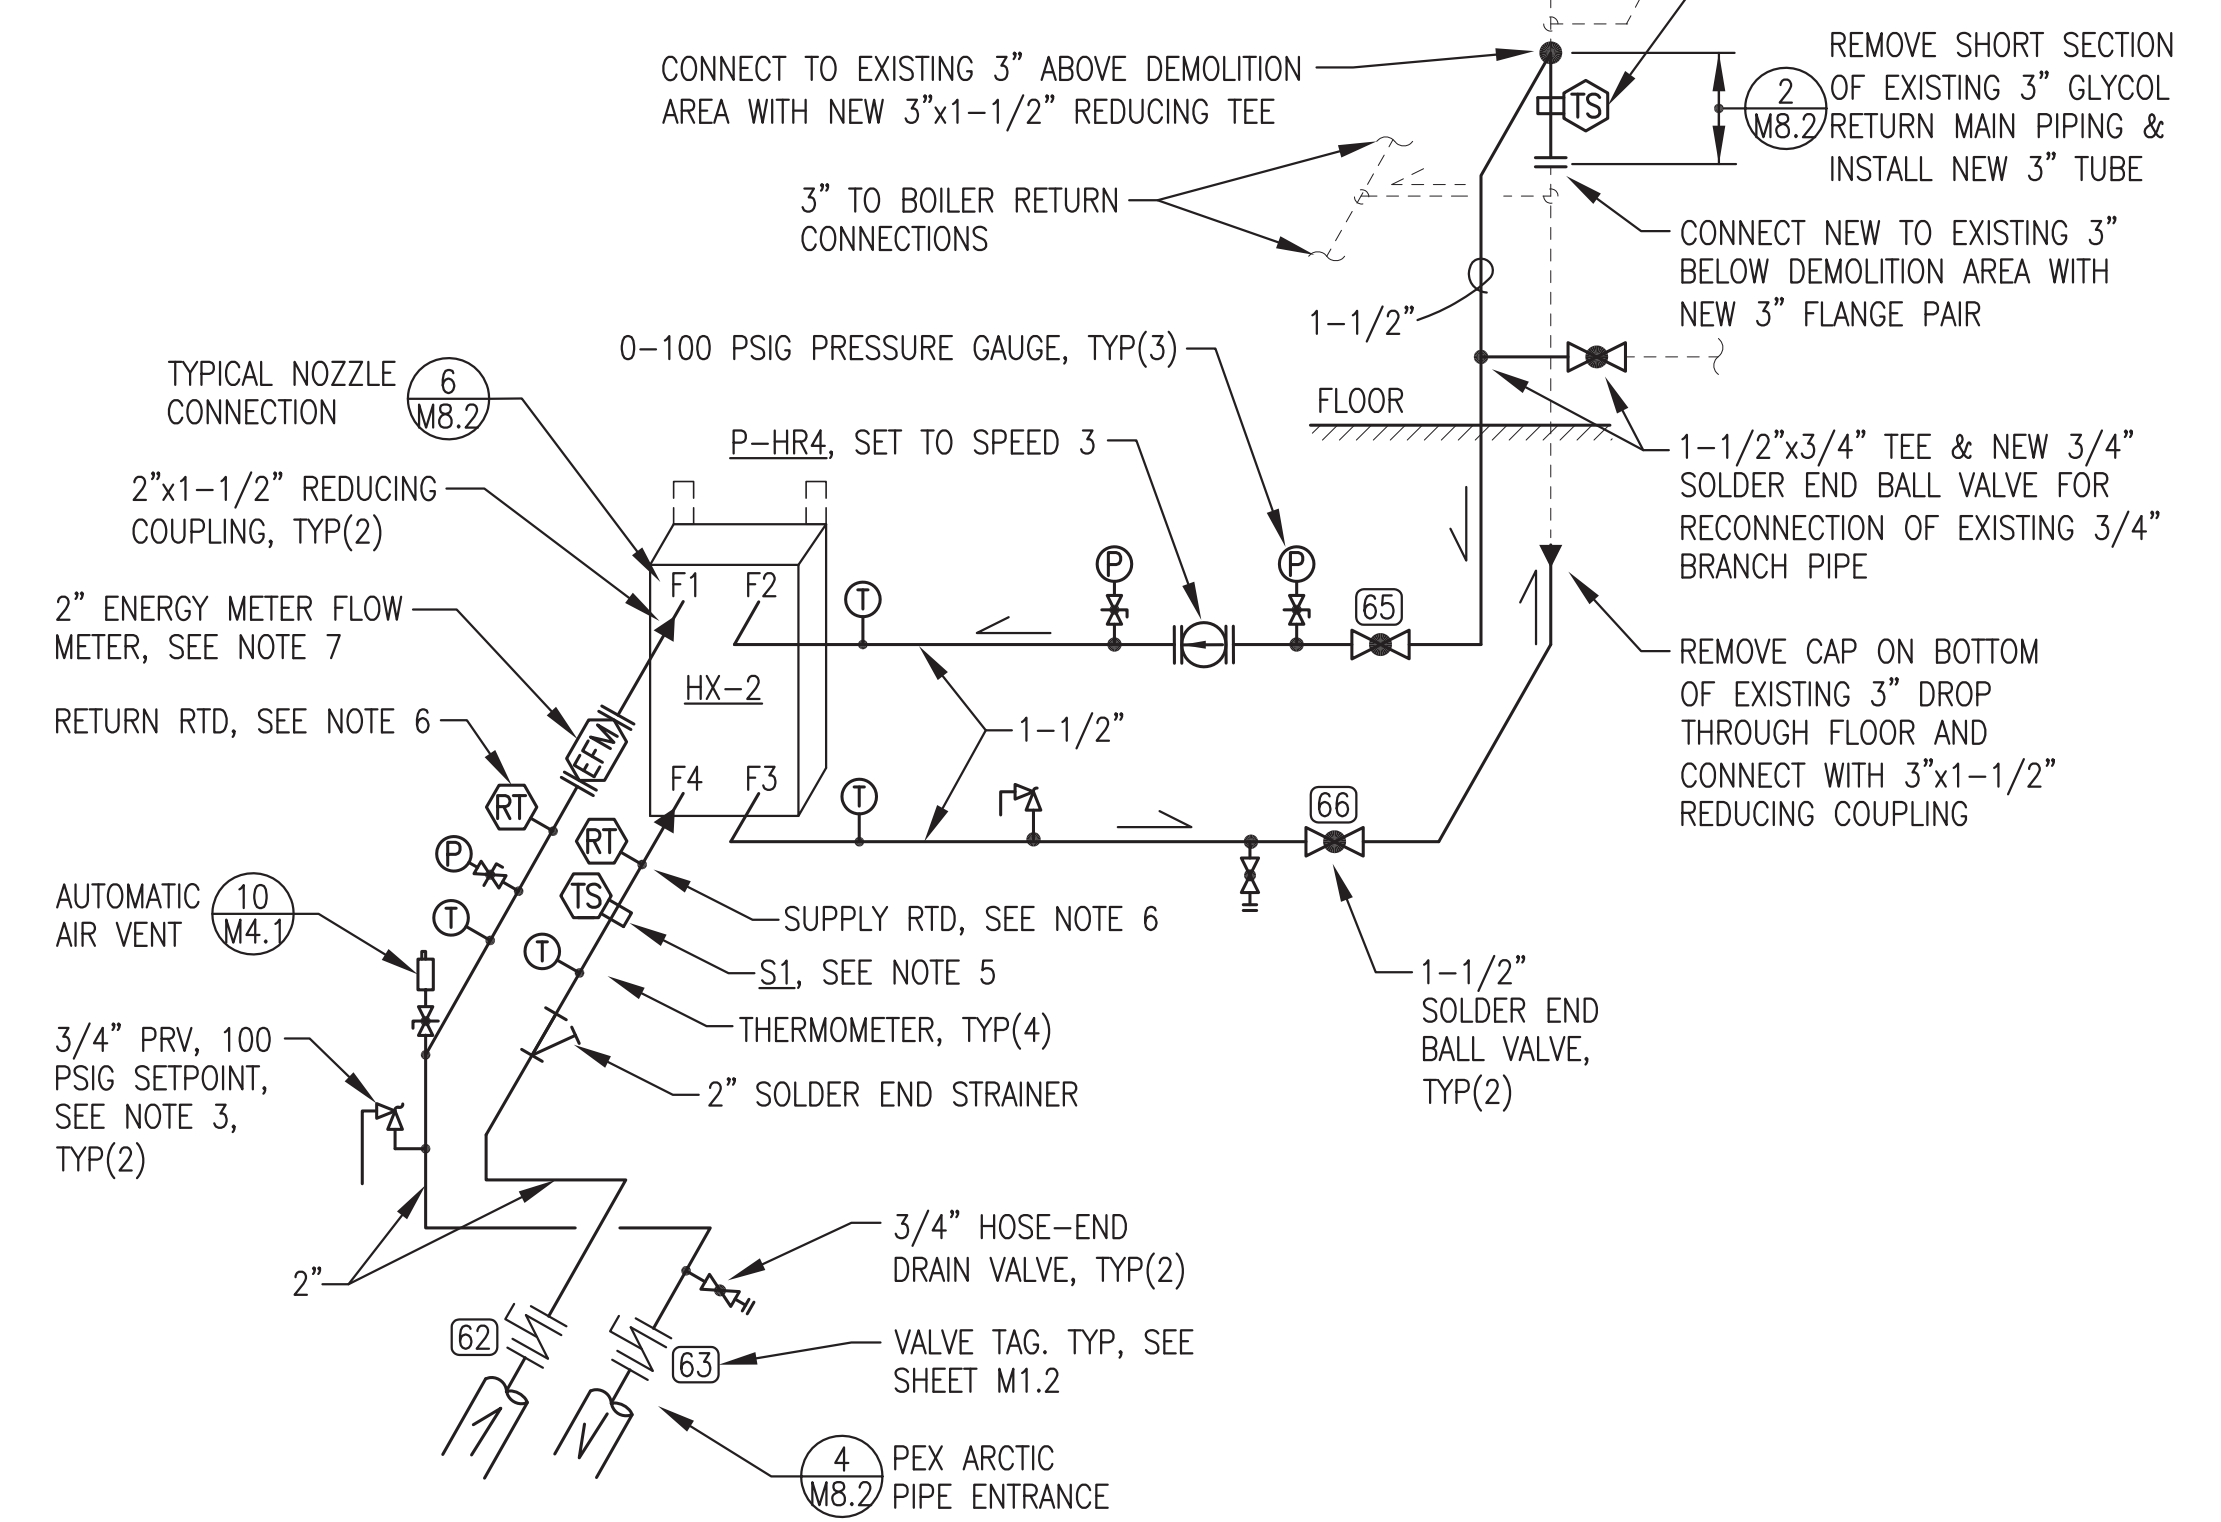 CONNECT TO EXISTING 3" ABOVE DEMOLITION
AREA WITH NEW 3"x1-1/2" REDUCING TEE
TS
2
M8.2
REMOVE SHORT SECTION
OF EXISTING 3" GLYCOL
RETURN MAIN PIPING &
INSTALL NEW 3" TUBE
3" TO BOILER RETURN
CONNECTIONS
CONNECT NEW TO EXISTING 3"
BELOW DEMOLITION AREA WITH
NEW 3" FLANGE PAIR
1-1/2"
0-100 PSIG PRESSURE GAUGE, TYP(3)
TYPICAL NOZZLE
CONNECTION
6
M8.2
FLOOR
P-HR4, SET TO SPEED 3
1-1/2"x3/4" TEE & NEW 3/4"
SOLDER END BALL VALVE FOR
RECONNECTION OF EXISTING 3/4"
BRANCH PIPE
2"x1-1/2" REDUCING
COUPLING, TYP(2)
F1
F2
T
P
P
65
2" ENERGY METER FLOW
METER, SEE NOTE 7
HX-2
REMOVE CAP ON BOTTOM
OF EXISTING 3" DROP
THROUGH FLOOR AND
CONNECT WITH 3"x1-1/2"
REDUCING COUPLING
RETURN RTD, SEE NOTE 6
EFM
1-1/2"
F4
F3
T
66
RT
RT
P
TS
T
T
AUTOMATIC
AIR VENT
10
M4.1
SUPPLY RTD, SEE NOTE 6
S1, SEE NOTE 5
THERMOMETER, TYP(4)
1-1/2"
SOLDER END
BALL VALVE,
TYP(2)
3/4" PRV, 100
PSIG SETPOINT,
SEE NOTE 3,
TYP(2)
2" SOLDER END STRAINER
2"
3/4" HOSE-END
DRAIN VALVE, TYP(2)
62
63
VALVE TAG. TYP, SEE
SHEET M1.2
4
M8.2
PEX ARCTIC
PIPE ENTRANCE